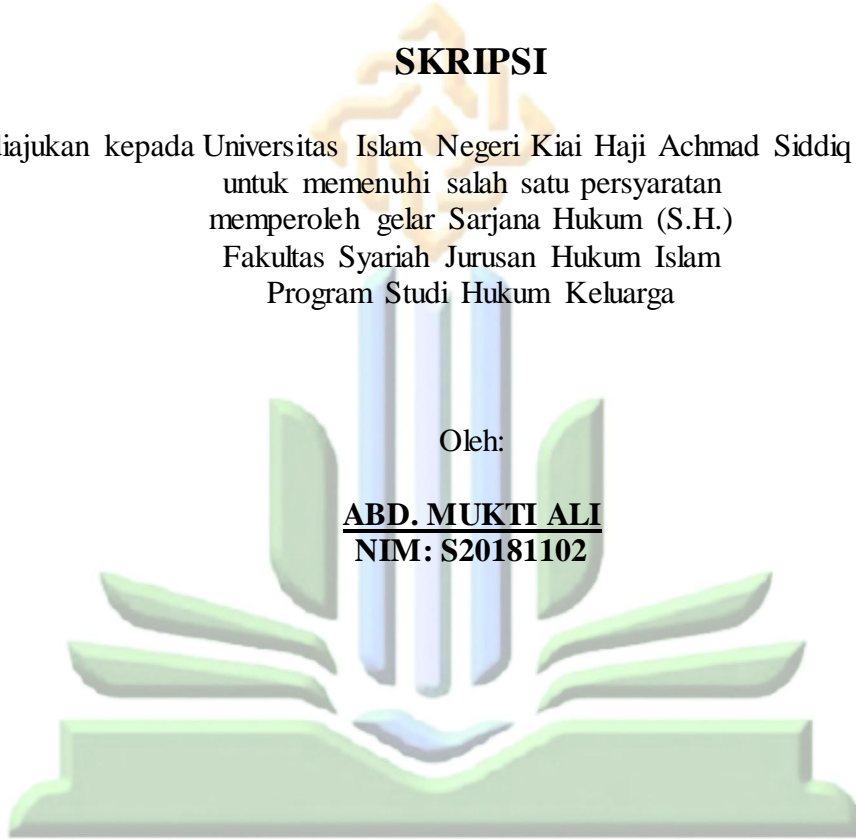 SKRIPSI
diajukan kepada Universitas Islam Negeri Kiai Haji Achmad Siddiq
untuk memenuhi salah satu persyaratan
memperoleh gelar Sarjana Hukum (S.H.)
Fakultas Syariah Jurusan Hukum Islam
Program Studi Hukum Keluarga
Oleh:
ABD. MUKTI ALI
NIM: S20181102